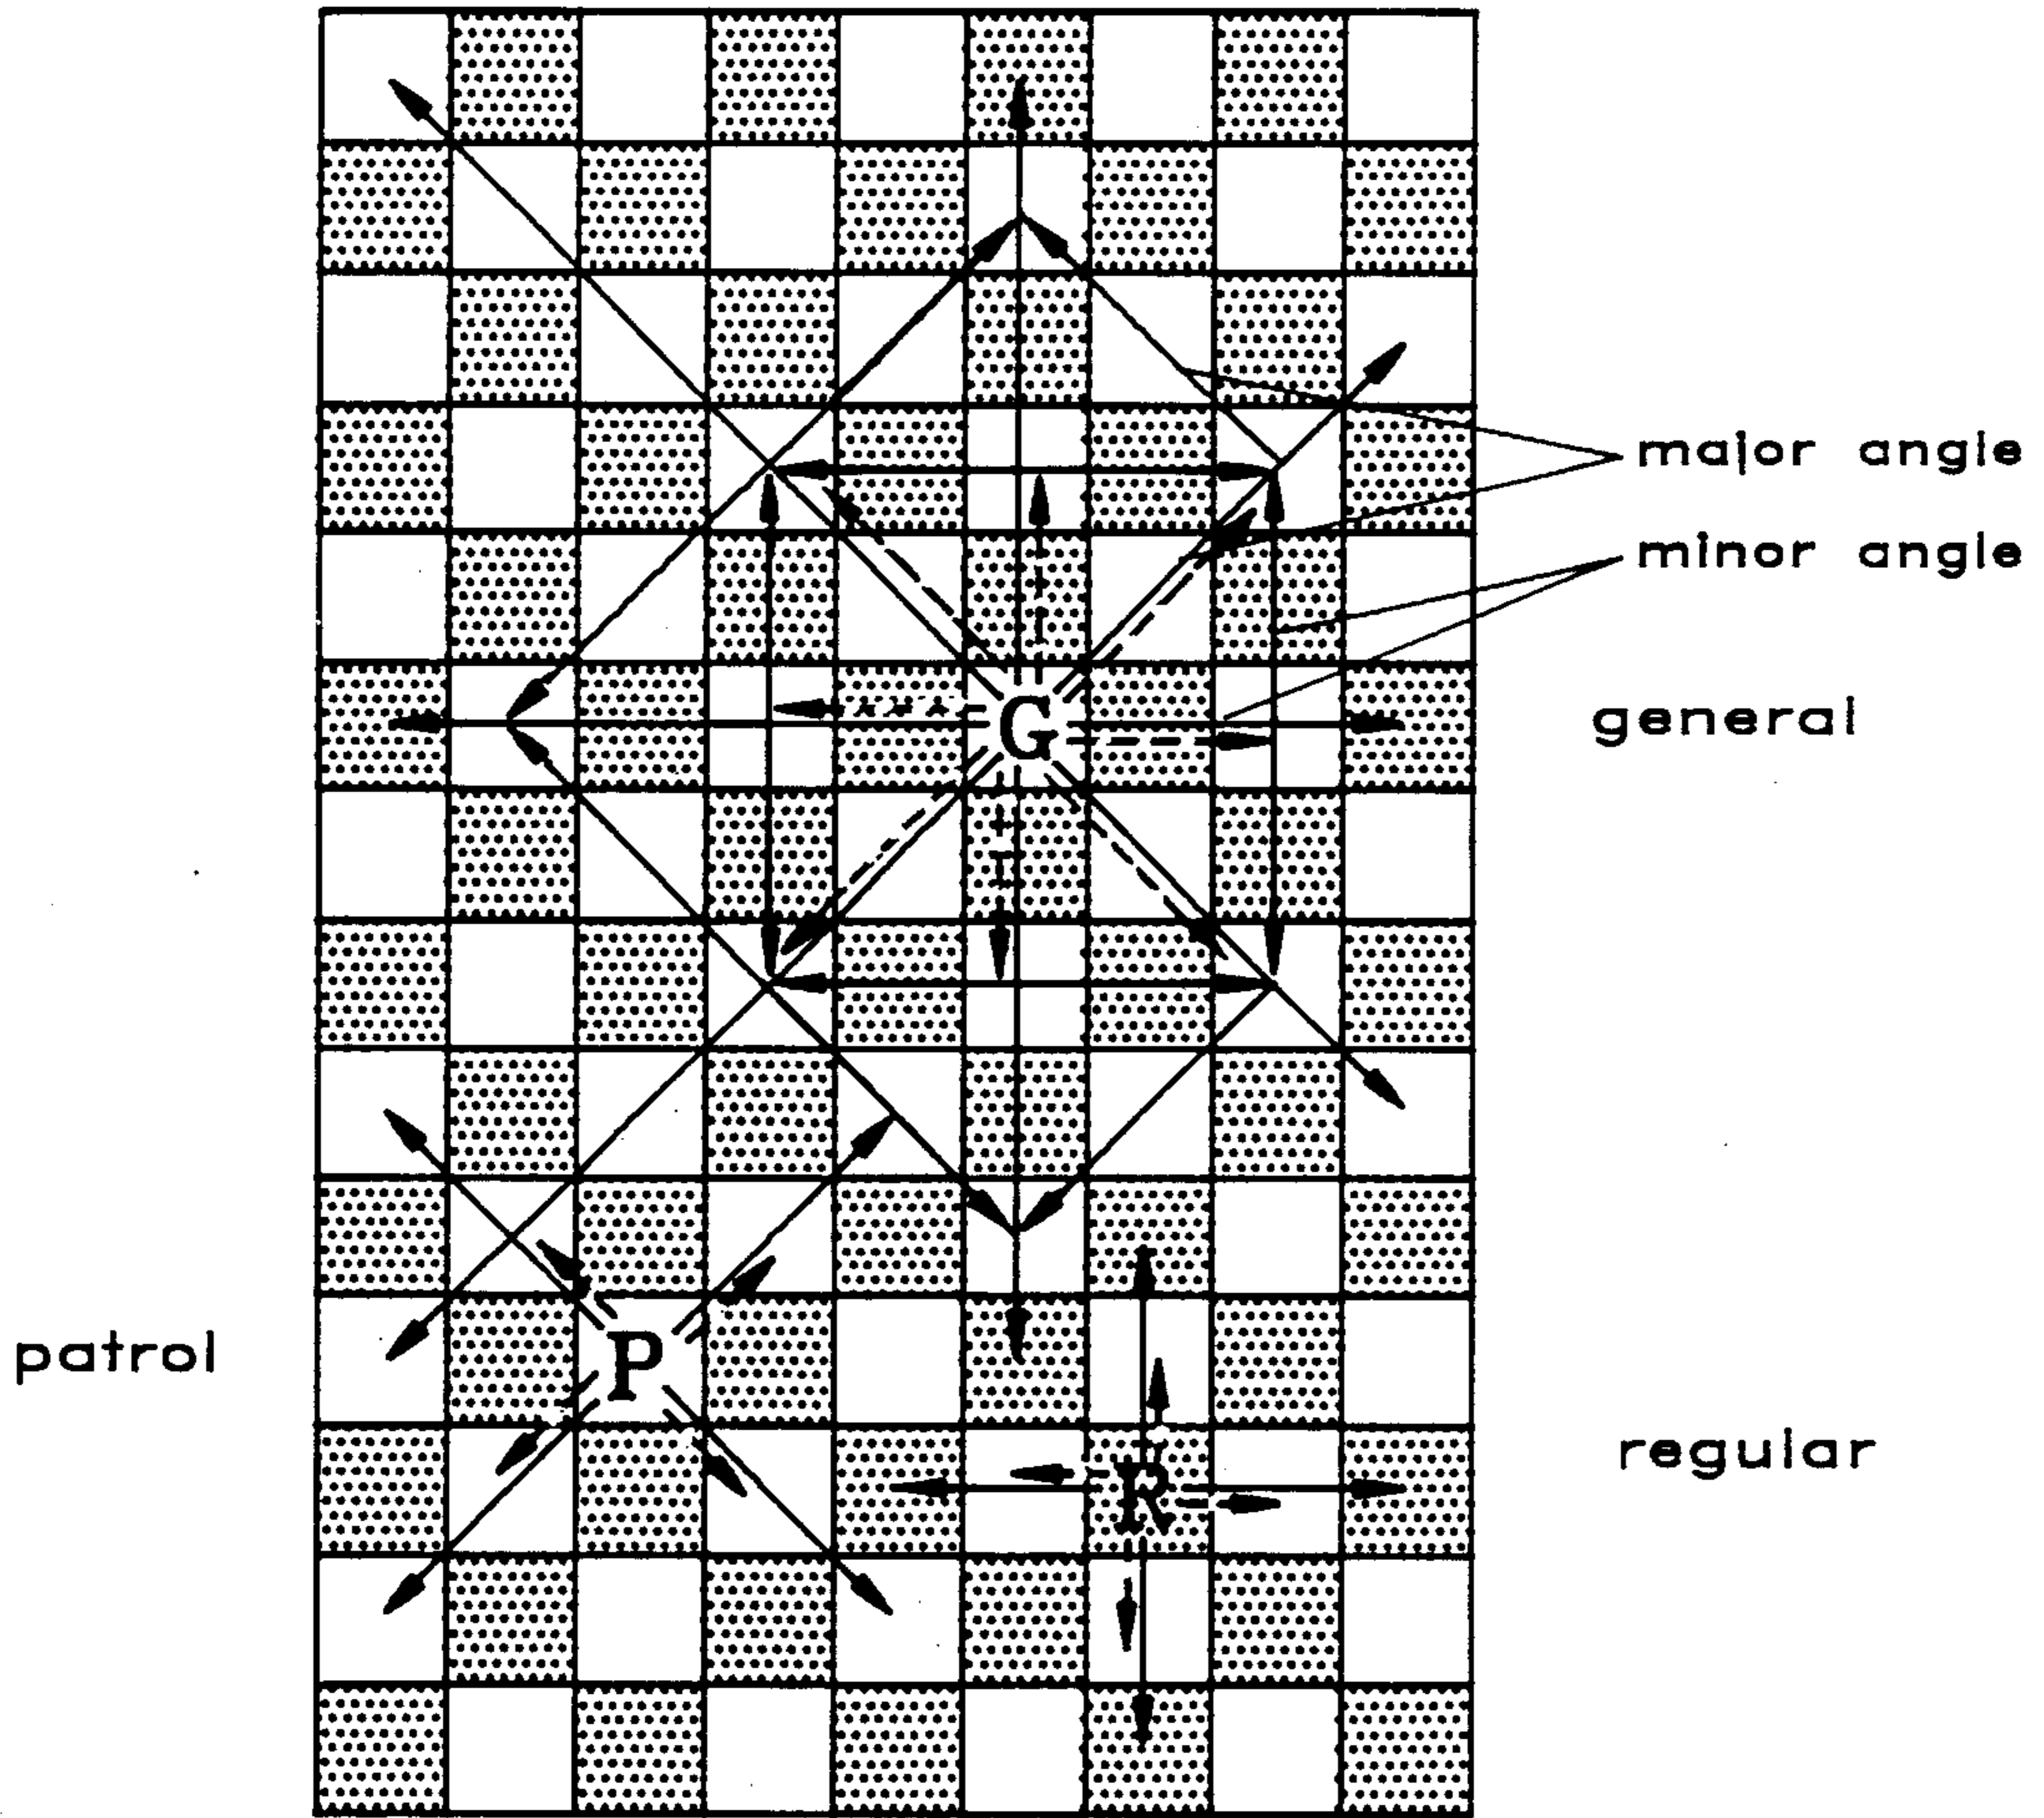 major angle
minor angle
G
general
P
patrol
R
regular